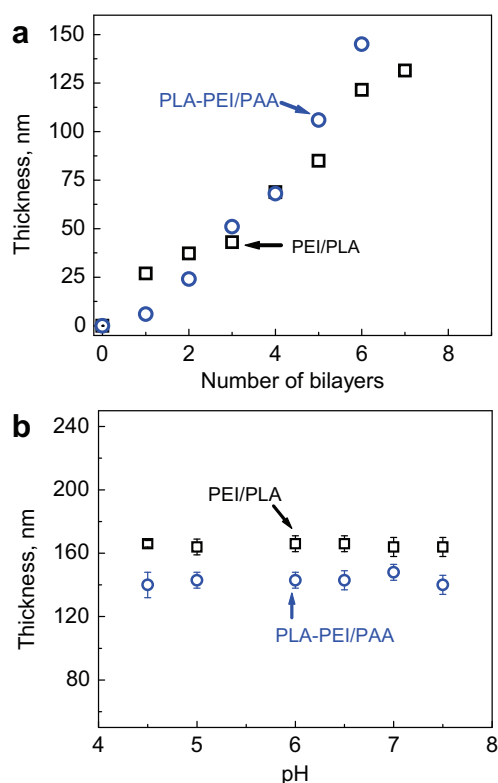 a
150
125
100
75
50
25
0
Thickness, nm
PLA-PEI/PAA
PEI/PLA
0 2 4 6 8
Number of bilayers
b
240
200
160
120
80
Thickness, nm
PEI/PLA
PLA-PEI/PAA
4 5 6 7 8
pH